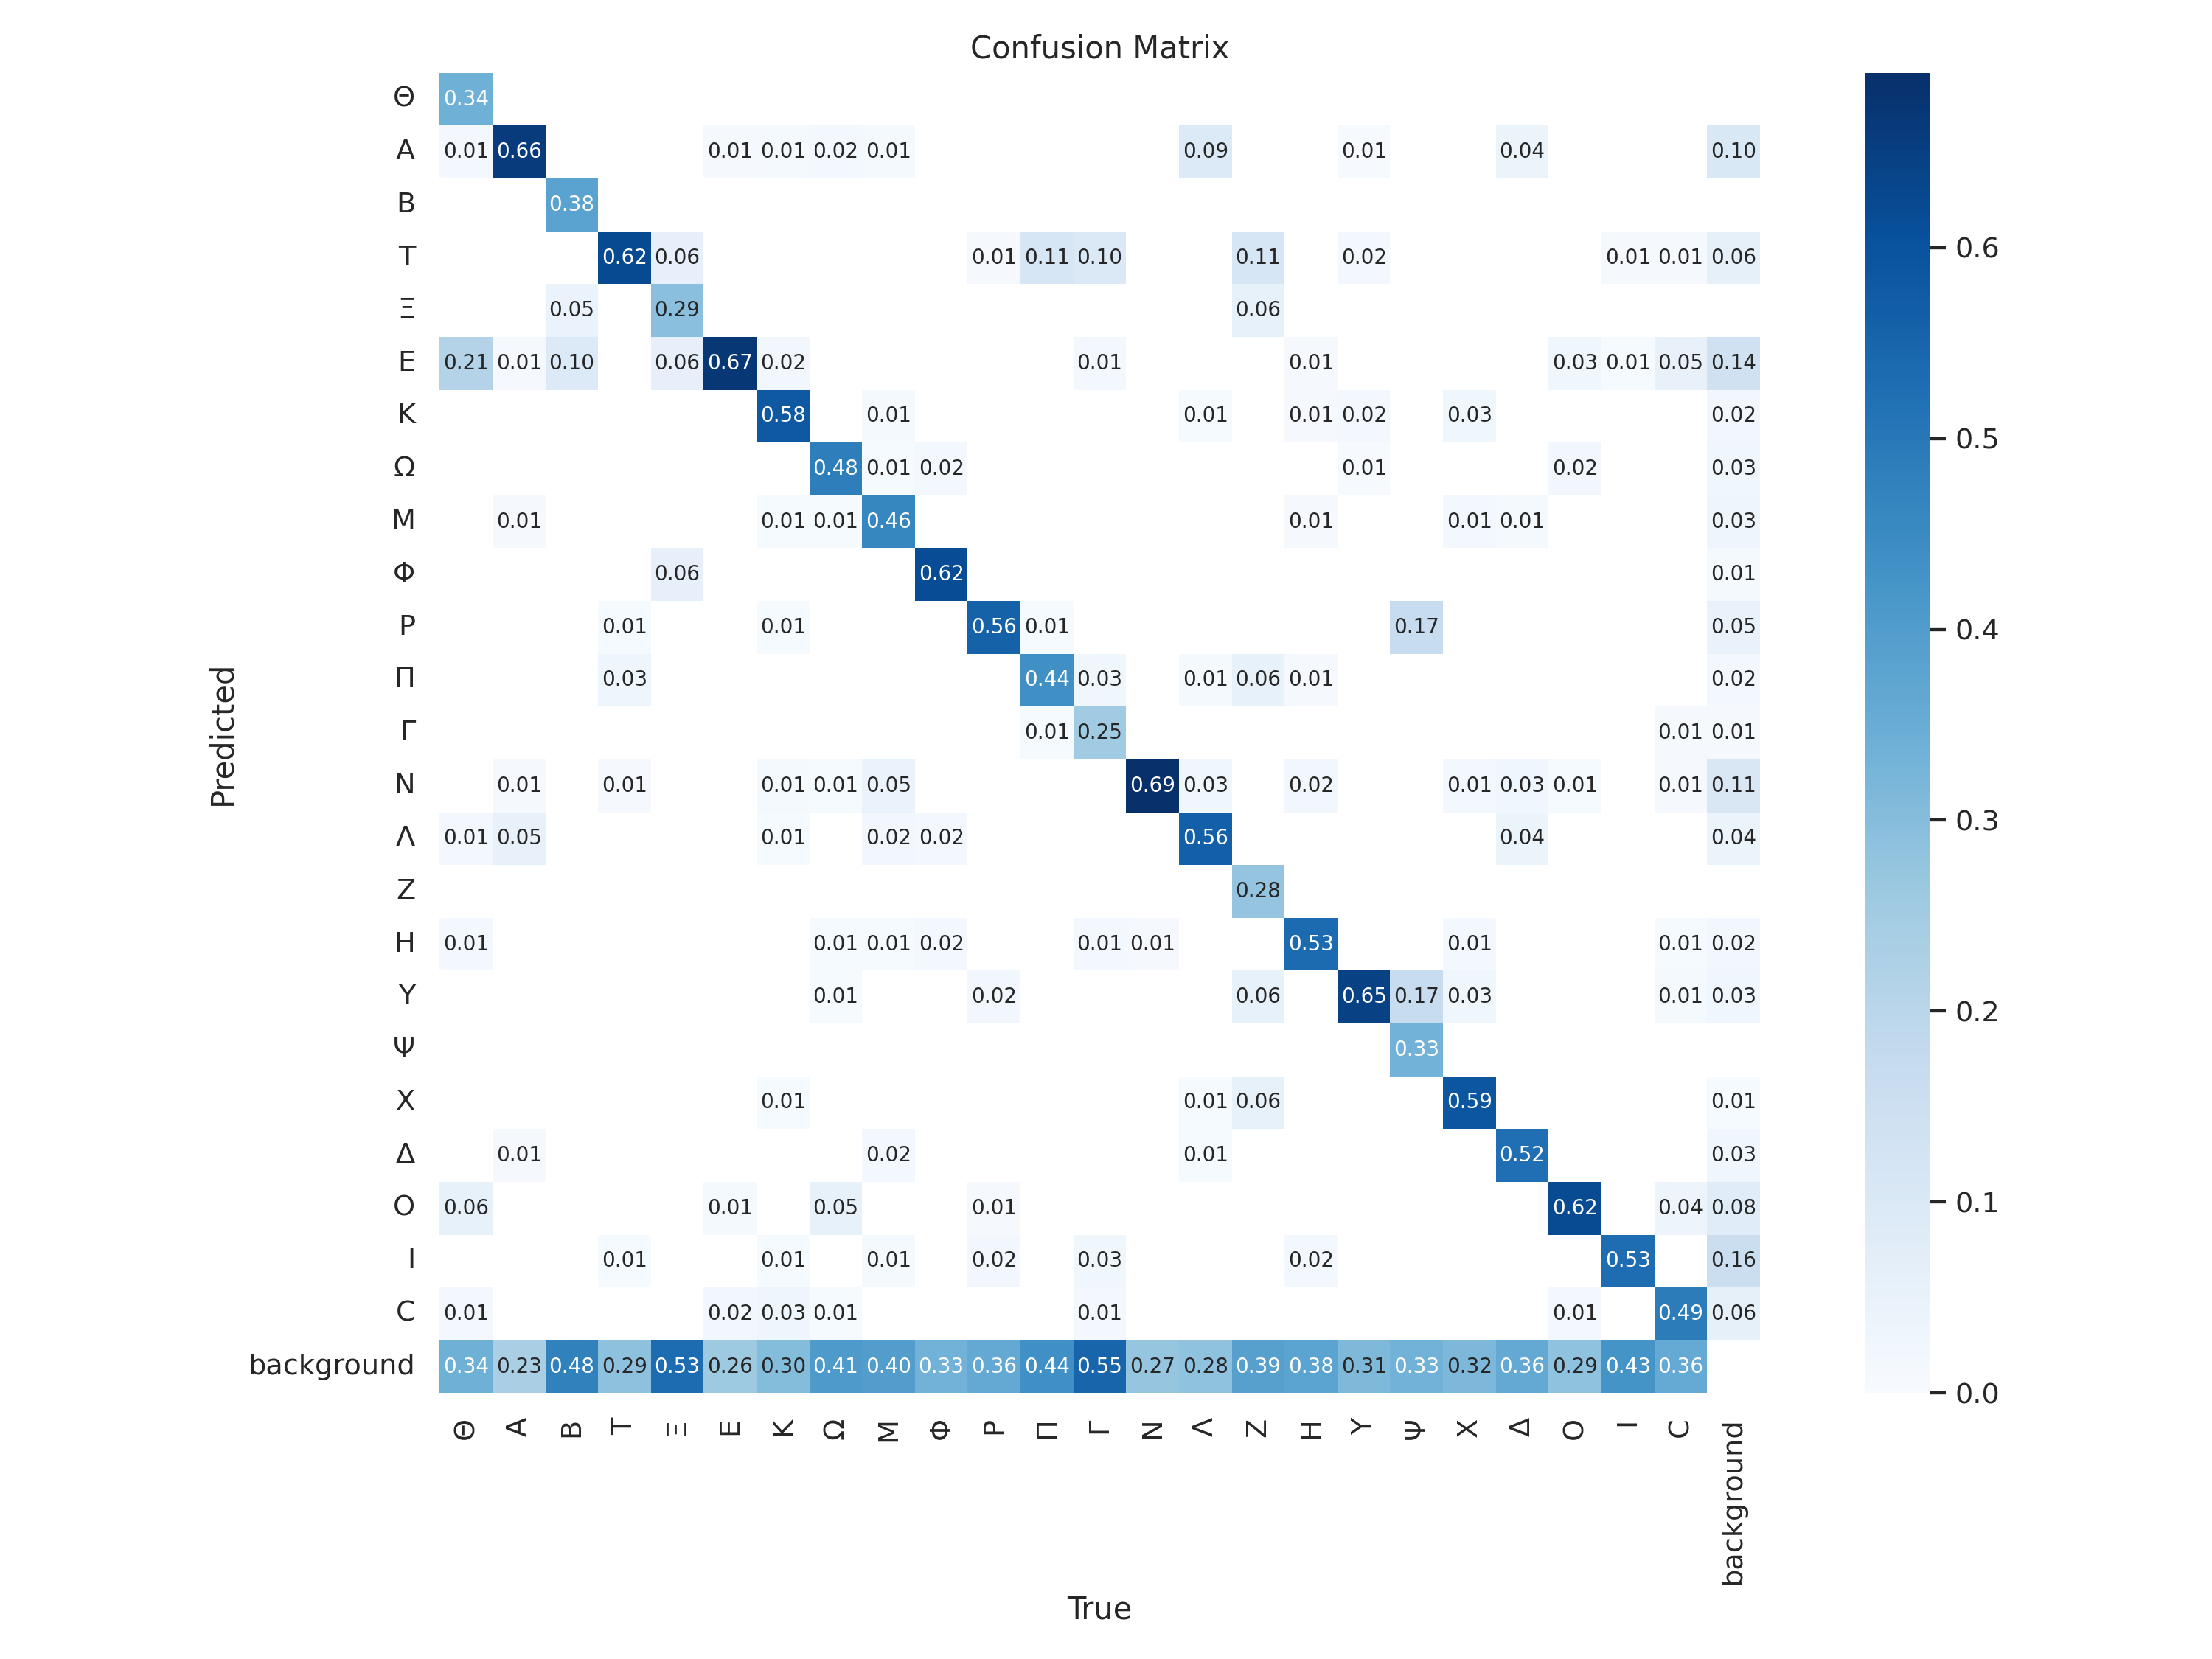 Confusion Matrix
Θ 0.34
Α 0.01 0.66 0.01 0.01 0.02 0.01 0.09 0.01 0.04 0.10
Β 0.38
Τ 0.62 0.06 0.01 0.11 0.10 0.11 0.02 0.01 0.01 0.06
Ξ 0.05 0.29 0.06
Ε 0.21 0.01 0.10 0.06 0.67 0.02 0.01 0.01 0.03 0.01 0.05 0.14
Κ 0.58 0.01 0.01 0.01 0.02 0.03 0.02
Ω 0.48 0.01 0.02 0.01 0.02 0.03
Μ 0.01 0.01 0.01 0.46 0.01 0.01 0.01 0.03
Φ 0.06 0.62 0.01
Ρ 0.01 0.01 0.56 0.01 0.17 0.05
Π 0.03 0.44 0.03 0.01 0.06 0.01 0.02
Γ 0.01 0.25 0.01 0.01
Ν 0.01 0.01 0.01 0.01 0.05 0.69 0.03 0.02 0.01 0.03 0.01 0.01 0.11
Λ 0.01 0.05 0.01 0.02 0.02 0.56 0.04 0.04
Ζ 0.28
Η 0.01 0.01 0.01 0.02 0.01 0.01 0.53 0.01 0.01 0.02
Υ 0.01 0.02 0.06 0.65 0.17 0.03 0.01 0.03
Ψ 0.33
Χ 0.01 0.01 0.06 0.59 0.01
Δ 0.01 0.02 0.01 0.52 0.03
Ο 0.06 0.01 0.05 0.01 0.62 0.04 0.08
Ι 0.01 0.01 0.01 0.02 0.03 0.02 0.53 0.16
C 0.01 0.02 0.03 0.01 0.01 0.01 0.49 0.06
background 0.34 0.23 0.48 0.29 0.53 0.26 0.30 0.41 0.40 0.33 0.36 0.44 0.55 0.27 0.28 0.39 0.38 0.31 0.33 0.32 0.36 0.29 0.43 0.36
Θ Α Β Τ Ξ Ε Κ Ω Μ Φ Ρ Π Γ Ν Λ Ζ Η Υ Ψ Χ Δ Ο Ι C background
True
Predicted
0.6
0.5
0.4
0.3
0.2
0.1
0.0